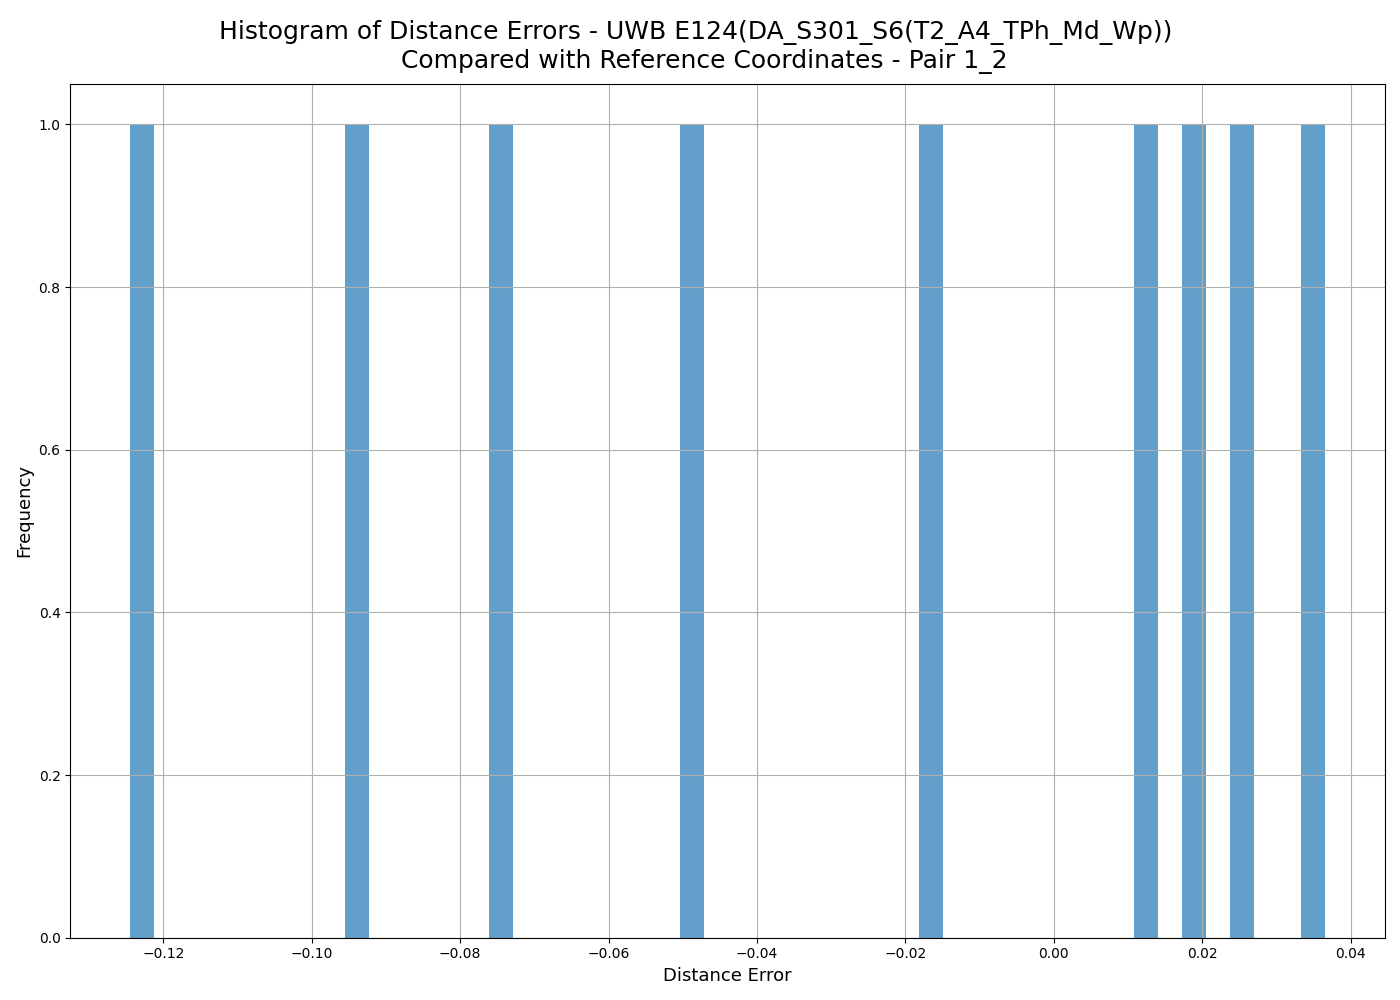 Histogram of Distance Errors - UWB E124(DA_S301_S6(T2_A4_TPh_Md_Wp))
Compared with Reference Coordinates - Pair 1_2
1.0
0.8
0.6
0.4
0.2
0.0
Frequency
−0.12 −0.10 −0.08 −0.06 −0.04 −0.02 0.00 0.02 0.04
Distance Error